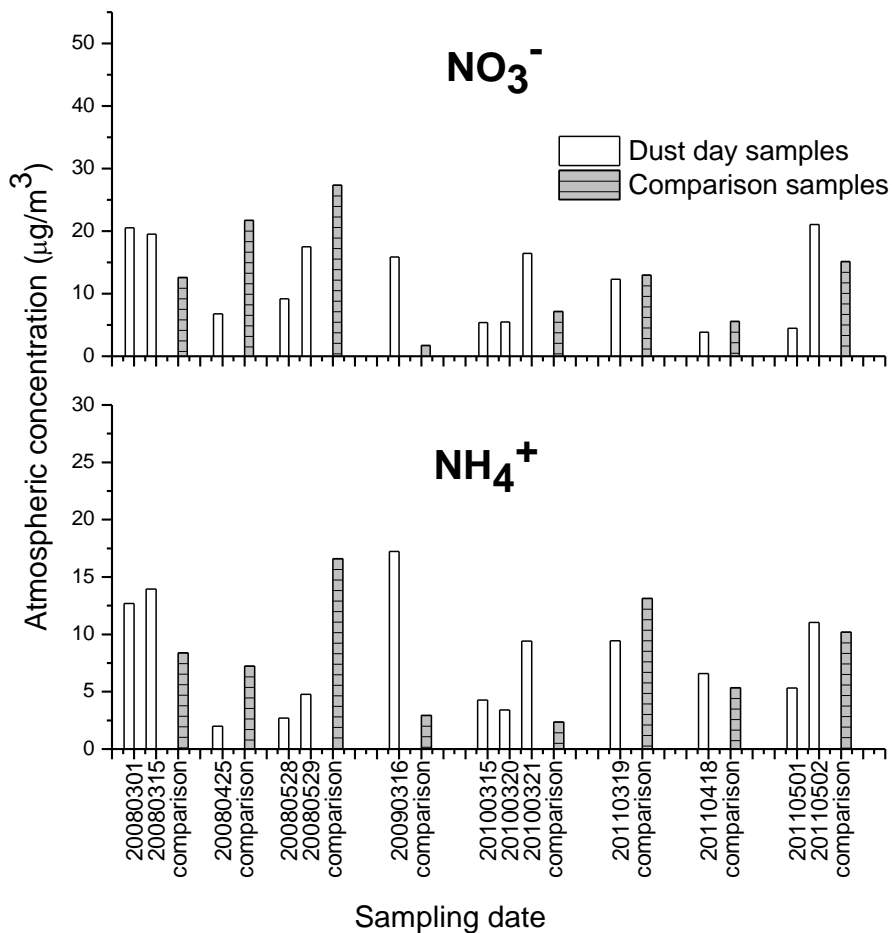 50
40
30
20
10
0
NO₃⁻
Dust day samples
Comparison samples
Atmospheric concentration (μg/m³)
30
25
20
15
10
5
0
NH₄⁺
20080301
20080315
comparison
20080425
comparison
20080528
20080529
comparison
20090316
comparison
20100315
20100320
20100321
comparison
20110319
comparison
20110418
comparison
20110501
20110502
comparison
Sampling date